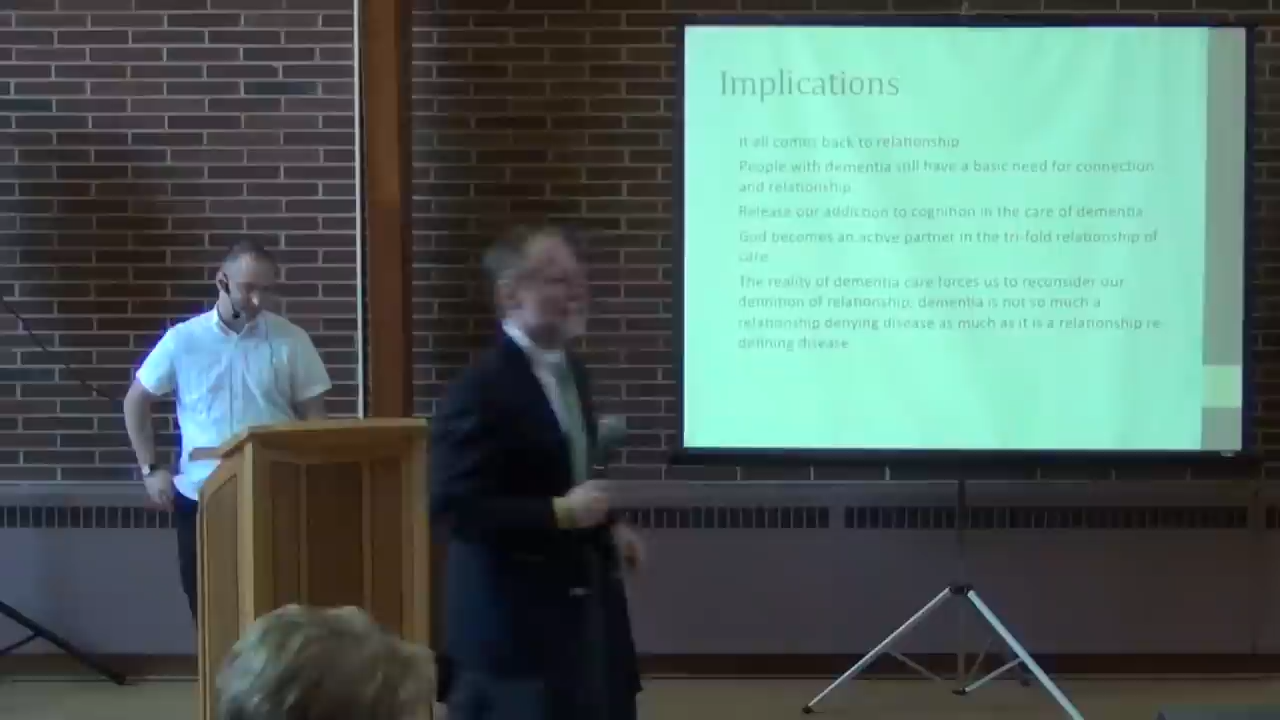 Implications
It all comes back to relationship
People with dementia still have a basic need for connection
and relationship
Release our addiction to cognition in the care of dementia
God becomes an active partner in the tri-fold relationship of
care
The reality of dementia care forces us to reconsider our
definition of relationship, dementia is not so much a
relationship denying disease as much as it is a relationship re-
defining disease